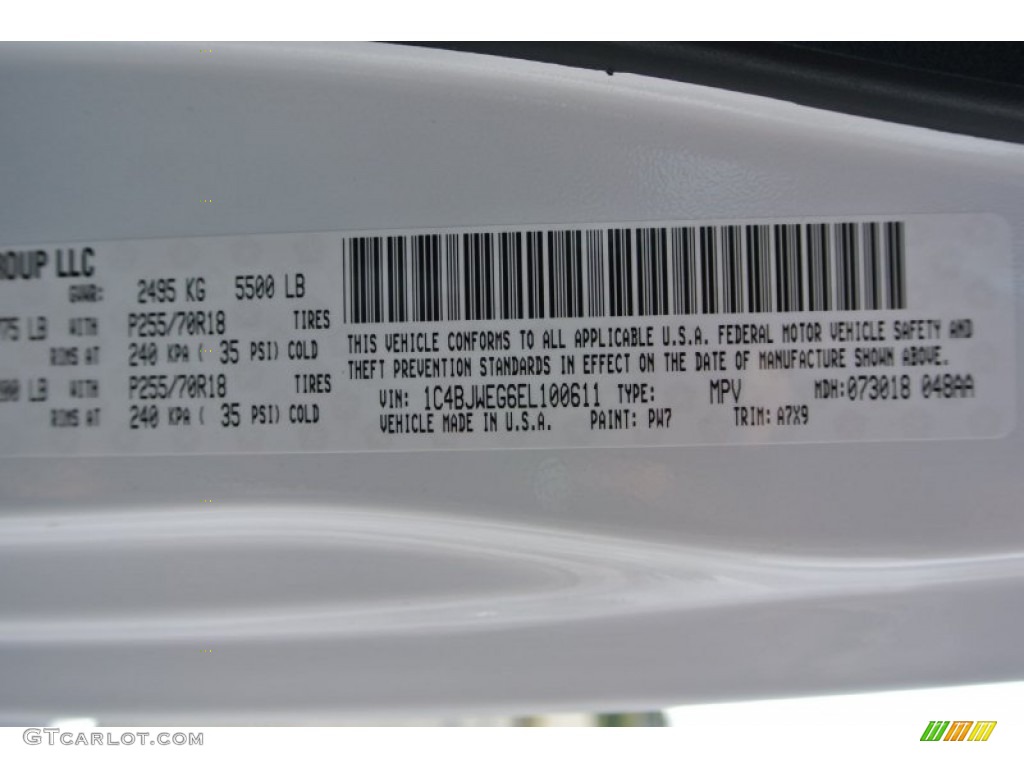 GROUP LLC
GVWR: 2495 KG 5500 LB
LB WITH P255/70R18 TIRES
RIMS AT 240 KPA ( 35 PSI) COLD
LB WITH P255/70R18 TIRES
RIMS AT 240 KPA ( 35 PSI) COLD
THIS VEHICLE CONFORMS TO ALL APPLICABLE U.S.A. FEDERAL MOTOR VEHICLE SAFETY AND
THEFT PREVENTION STANDARDS IN EFFECT ON THE DATE OF MANUFACTURE SHOWN ABOVE.
VIN: 1C4BJWEG6EL100611 TYPE: MPV MDH:073018 048AA
VEHICLE MADE IN U.S.A. PAINT: PW7 TRIM: A7X9
GTCARLOT.COM